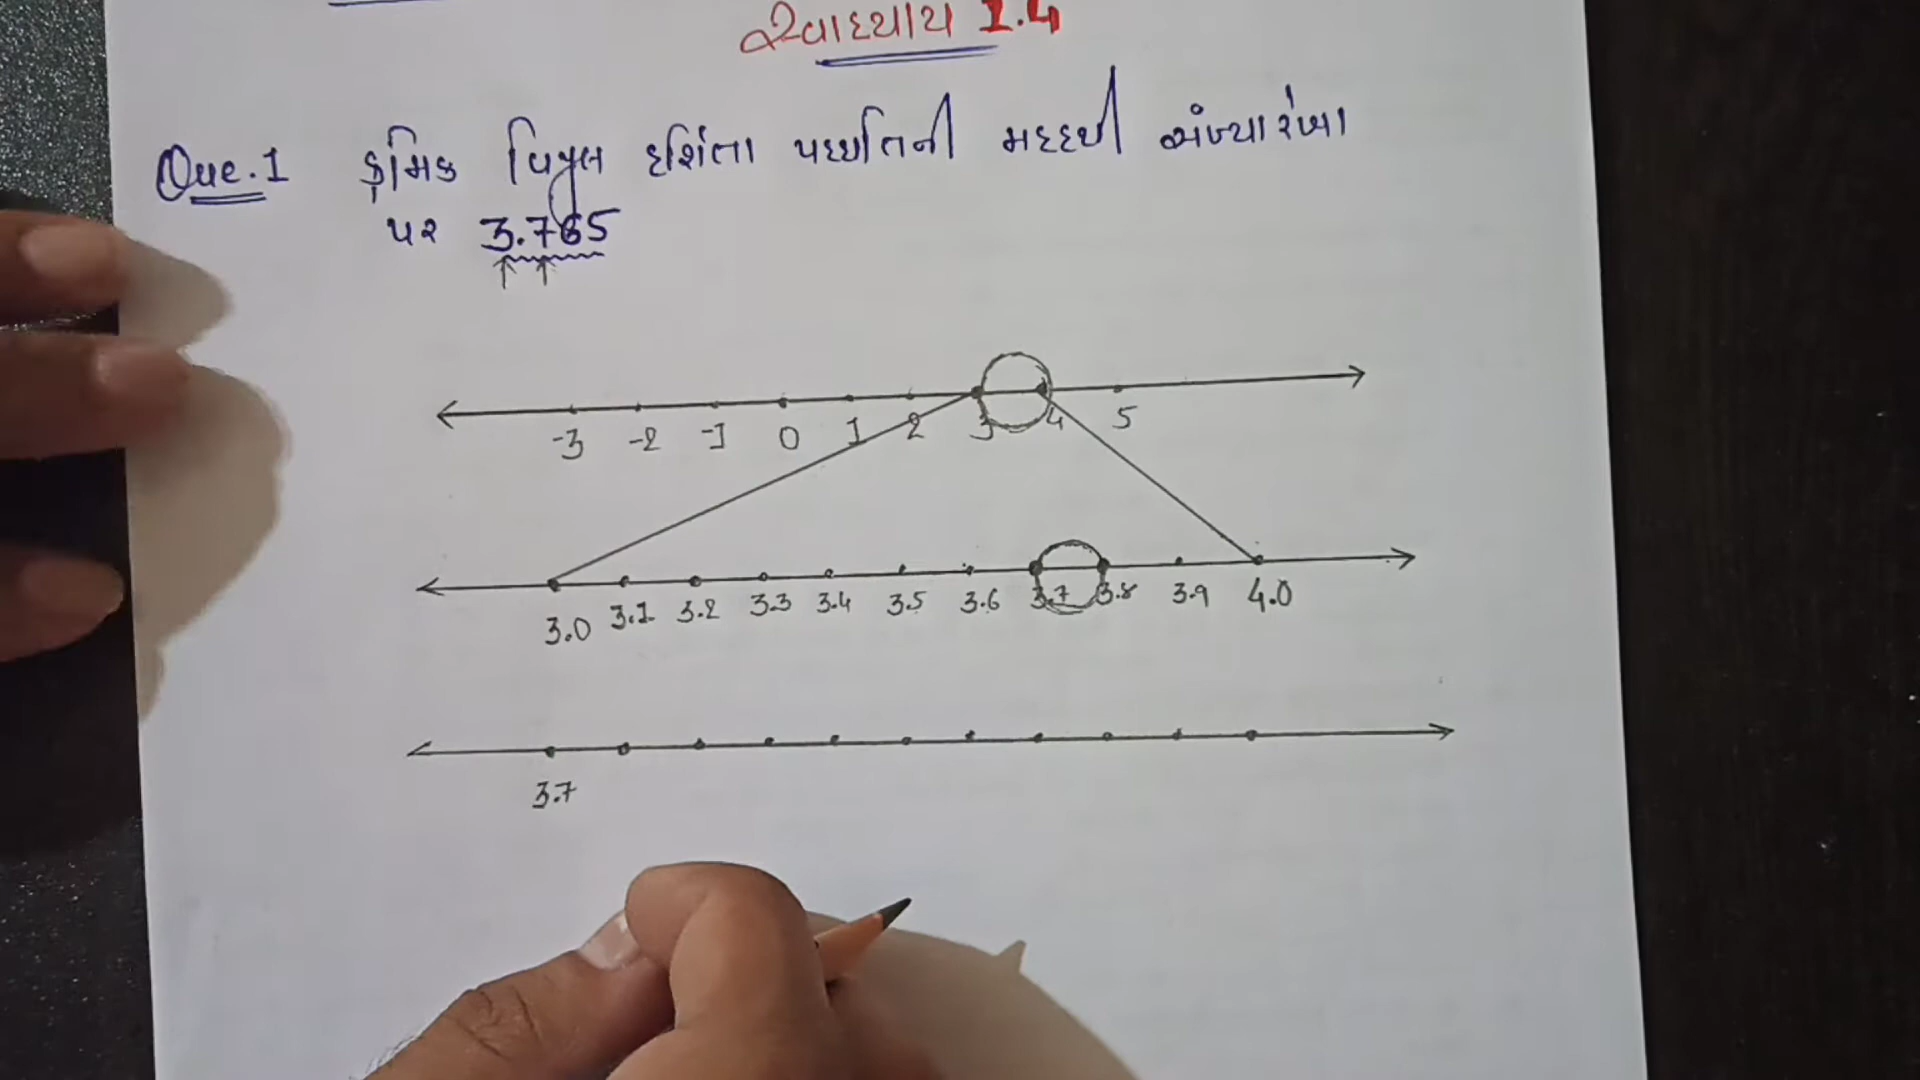 સ્વાધ્યાય 1.4
Que.1 ક્રમિક વિપુલ દર્શિતા પધ્ધતિની મદદથી સંખ્યારેખા
પર 3.765
-3 -2 -1 0 1 2 3 4 5
3.0 3.1 3.2 3.3 3.4 3.5 3.6 3.7 3.8 3.9 4.0
3.7